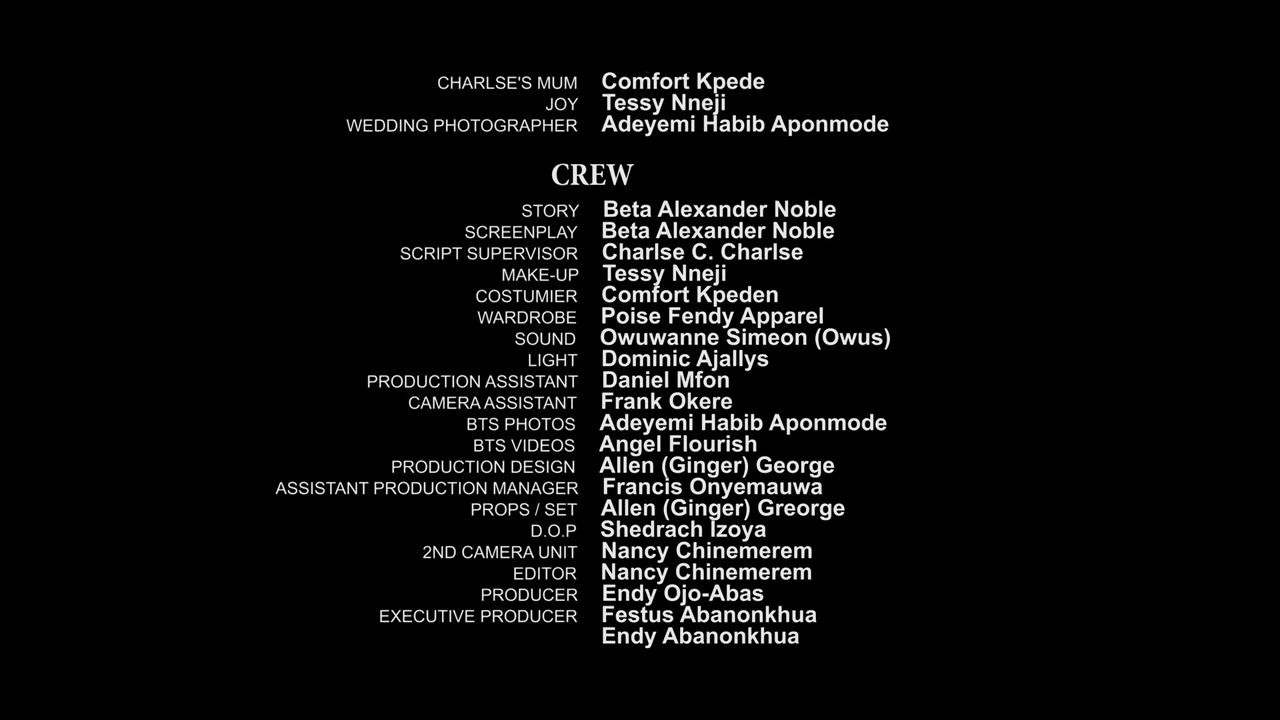 CHARLSE'S MUM Comfort Kpede
JOY Tessy Nneji
WEDDING PHOTOGRAPHER Adeyemi Habib Aponmode
CREW
STORY Beta Alexander Noble
SCREENPLAY Beta Alexander Noble
SCRIPT SUPERVISOR Charlse C. Charlse
MAKE-UP Tessy Nneji
COSTUMIER Comfort Kpeden
WARDROBE Poise Fendy Apparel
SOUND Owuwanne Simeon (Owus)
LIGHT Dominic Ajallys
PRODUCTION ASSISTANT Daniel Mfon
CAMERA ASSISTANT Frank Okere
BTS PHOTOS Adeyemi Habib Aponmode
BTS VIDEOS Angel Flourish
PRODUCTION DESIGN Allen (Ginger) George
ASSISTANT PRODUCTION MANAGER Francis Onyemauwa
PROPS / SET Allen (Ginger) Greorge
D.O.P Shedrach Izoya
2ND CAMERA UNIT Nancy Chinemerem
EDITOR Nancy Chinemerem
PRODUCER Endy Ojo-Abas
EXECUTIVE PRODUCER Festus Abanonkhua
Endy Abanonkhua